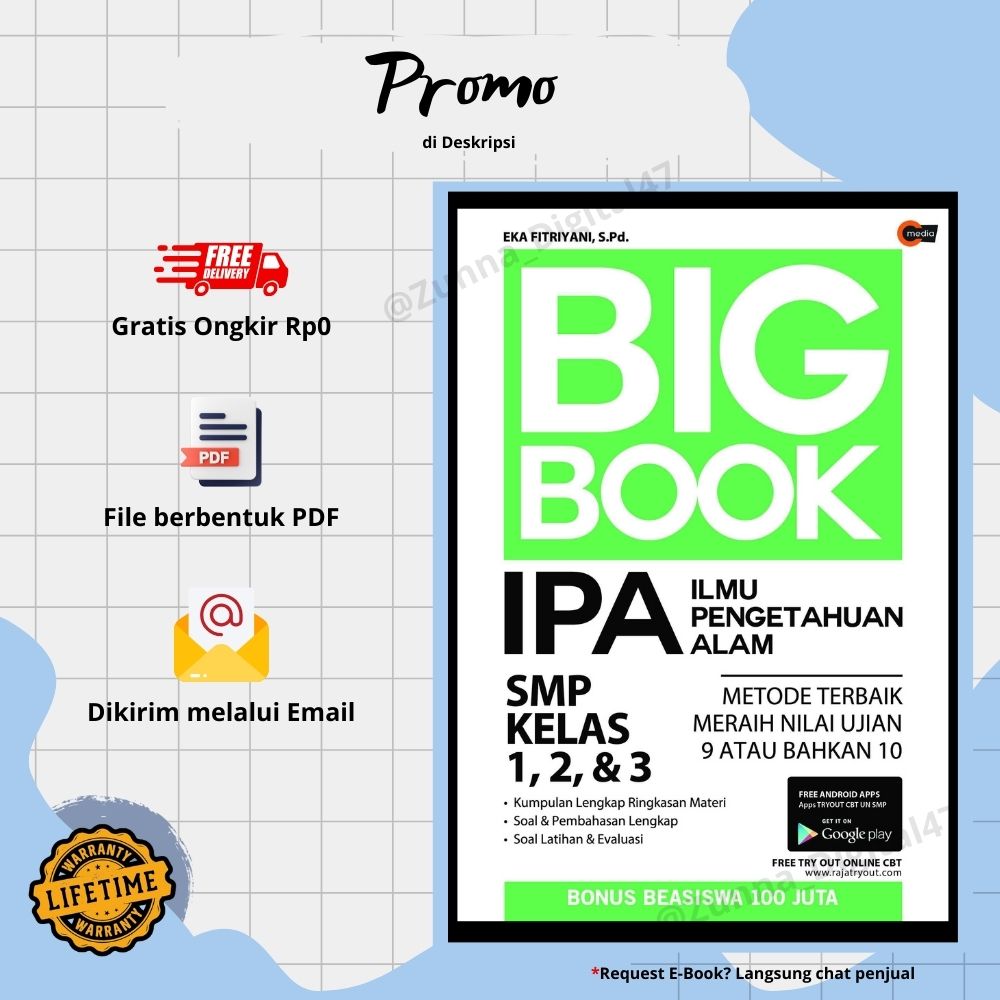 Promo
di Deskripsi
FREE
DELIVERY
Gratis Ongkir Rp0
PDF
File berbentuk PDF
@
Dikirim melalui Email
WARRANTY
LIFETIME
WARRANTY
@Zunna_Digital47
EKA FITRIYANI, S.Pd.
C media
BIG
BOOK
IPA
ILMU
PENGETAHUAN
ALAM
SMP
KELAS
1, 2, & 3
METODE TERBAIK
MERAIH NILAI UJIAN
9 ATAU BAHKAN 10
• Kumpulan Lengkap Ringkasan Materi
• Soal & Pembahasan Lengkap
• Soal Latihan & Evaluasi
FREE ANDROID APPS
Apps TRYOUT CBT UN SMP
GET IT ON
Google play
FREE TRY OUT ONLINE CBT
www.rajatryout.com
@Zunna_Digital47
BONUS BEASISWA 100 JUTA
*Request E-Book? Langsung chat penjual